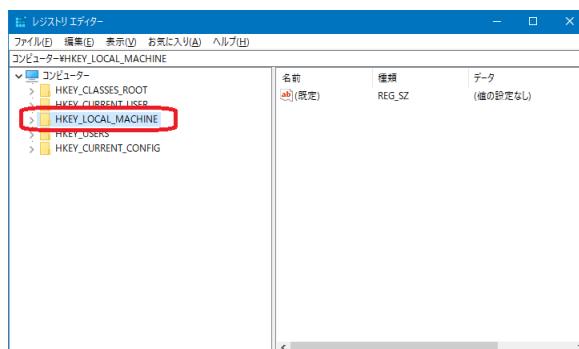 レジストリ エディター
ファイル(F) 編集(E) 表示(V) お気に入り(A) ヘルプ(H)
コンピューター¥HKEY_LOCAL_MACHINE
コンピューター
HKEY_CLASSES_ROOT
HKEY_CURRENT_USER
HKEY_LOCAL_MACHINE
HKEY_USERS
HKEY_CURRENT_CONFIG
名前 種類 データ
ab (既定) REG_SZ (値の設定なし)